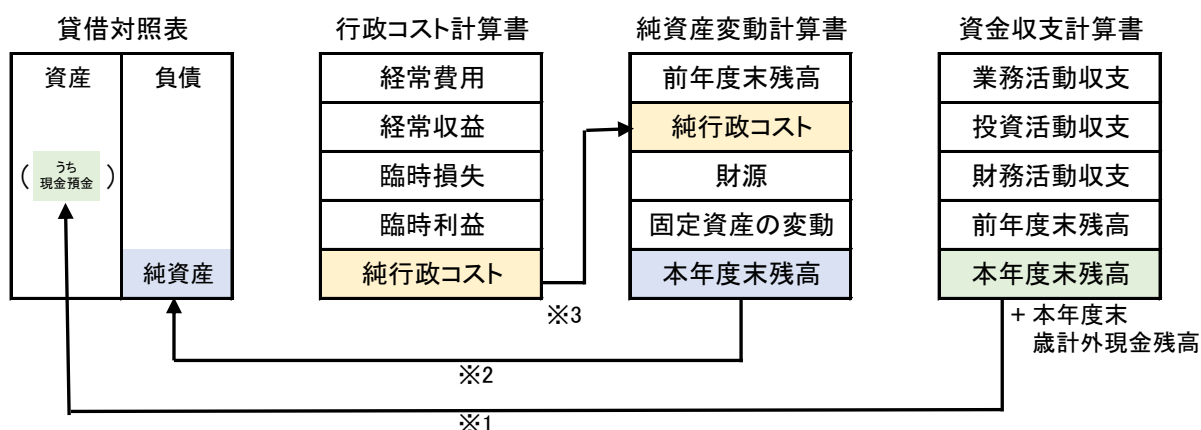 貸借対照表
資産
負債
(うち
現金預金)
純資産
行政コスト計算書
経常費用
経常収益
臨時損失
臨時利益
純行政コスト
純資産変動計算書
前年度末残高
純行政コスト
財源
固定資産の変動
本年度末残高
資金収支計算書
業務活動収支
投資活動収支
財務活動収支
前年度末残高
本年度末残高
+ 本年度末
歳計外現金残高
※3
※2
※1